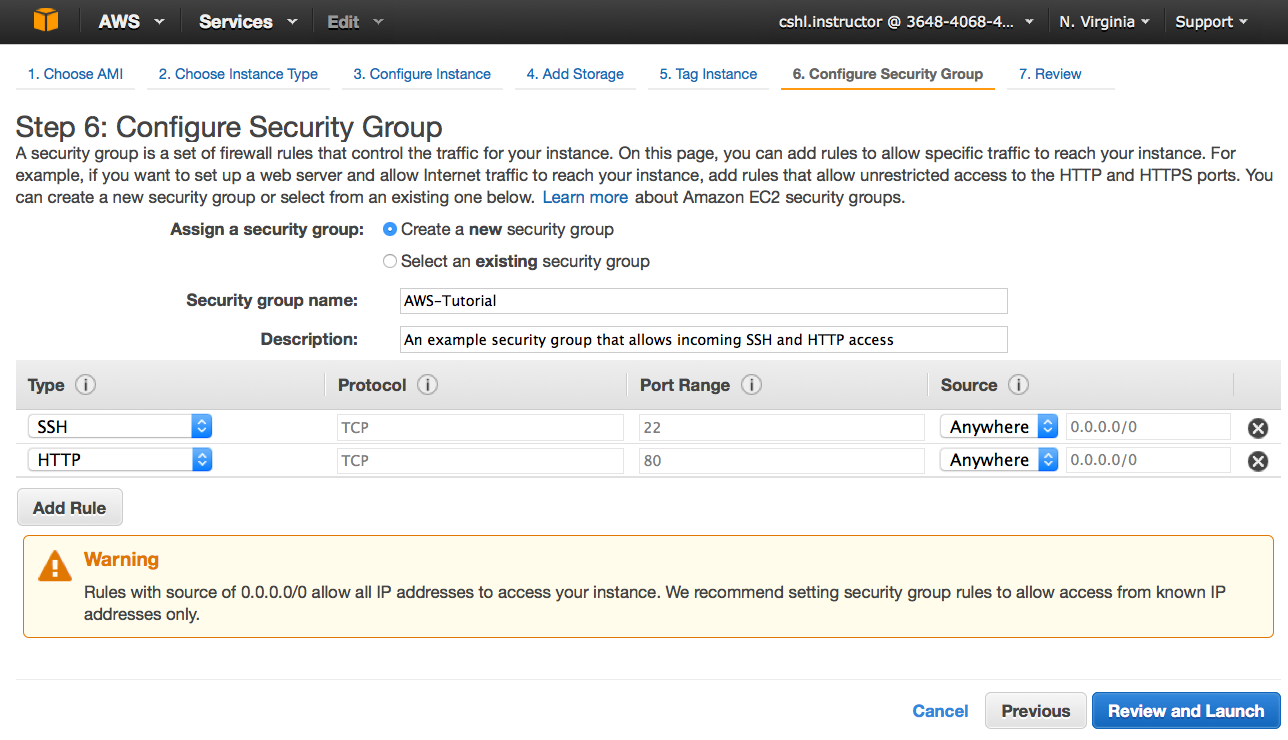 AWS Services Edit cshl.instructor @ 3648-4068-4... N. Virginia Support
1. Choose AMI 2. Choose Instance Type 3. Configure Instance 4. Add Storage 5. Tag Instance 6. Configure Security Group 7. Review
Step 6: Configure Security Group
A security group is a set of firewall rules that control the traffic for your instance. On this page, you can add rules to allow specific traffic to reach your instance. For
example, if you want to set up a web server and allow Internet traffic to reach your instance, add rules that allow unrestricted access to the HTTP and HTTPS ports. You
can create a new security group or select from an existing one below. Learn more about Amazon EC2 security groups.
Assign a security group: Create a new security group
Select an existing security group
Security group name: AWS-Tutorial
Description: An example security group that allows incoming SSH and HTTP access
Type i Protocol i Port Range i Source i
SSH TCP 22 Anywhere 0.0.0.0/0
HTTP TCP 80 Anywhere 0.0.0.0/0
Add Rule
Warning
Rules with source of 0.0.0.0/0 allow all IP addresses to access your instance. We recommend setting security group rules to allow access from known IP
addresses only.
Cancel Previous Review and Launch